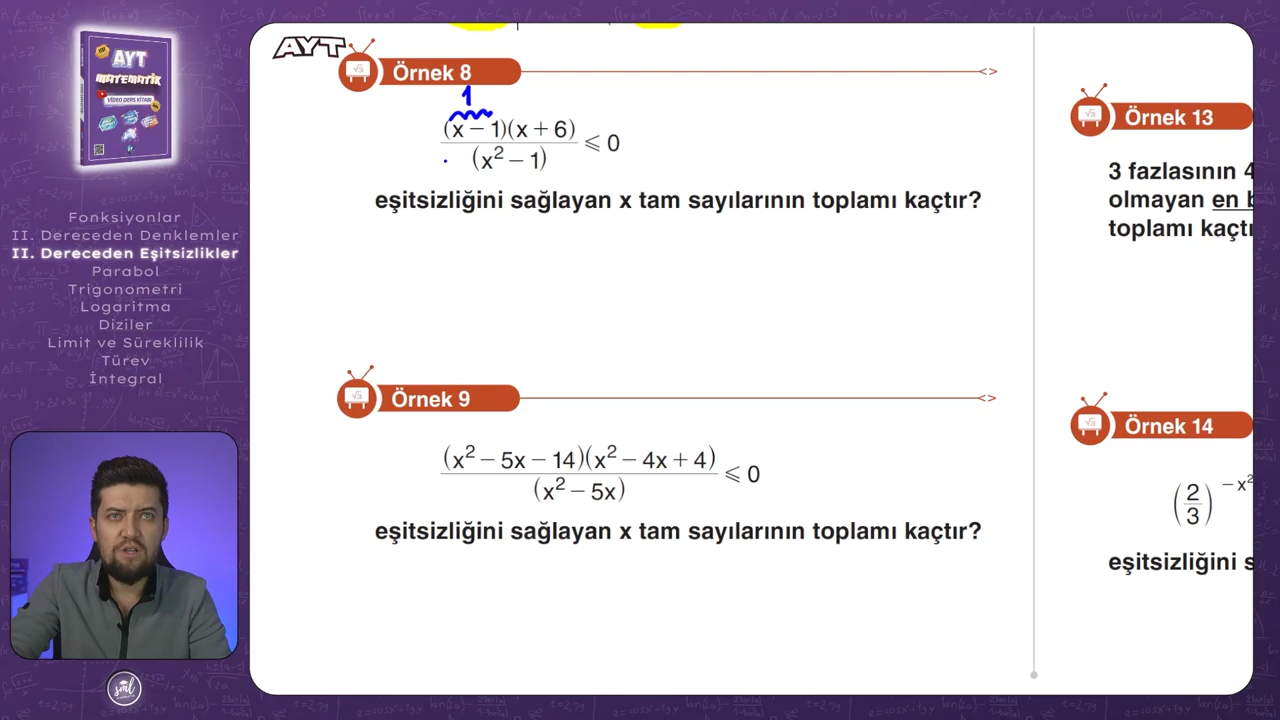 AYT
MATEMATİK
VİDEO DERS KİTABI
Fonksiyonlar
II. Dereceden Denklemler
II. Dereceden Eşitsizlikler
Parabol
Trigonometri
Logaritma
Diziler
Limit ve Süreklilik
Türev
İntegral
sml
AYT
Örnek 8
1
(x − 1)(x + 6)
(x² − 1)
⩽ 0
eşitsizliğini sağlayan x tam sayılarının toplamı kaçtır?
Örnek 9
(x² − 5x − 14)(x² − 4x + 4)
(x² − 5x)
⩽ 0
eşitsizliğini sağlayan x tam sayılarının toplamı kaçtır?
Örnek 13
3 fazlasının 4
olmayan en b
toplamı kaçtı
Örnek 14
(2/3)^−x²
eşitsizliğini s